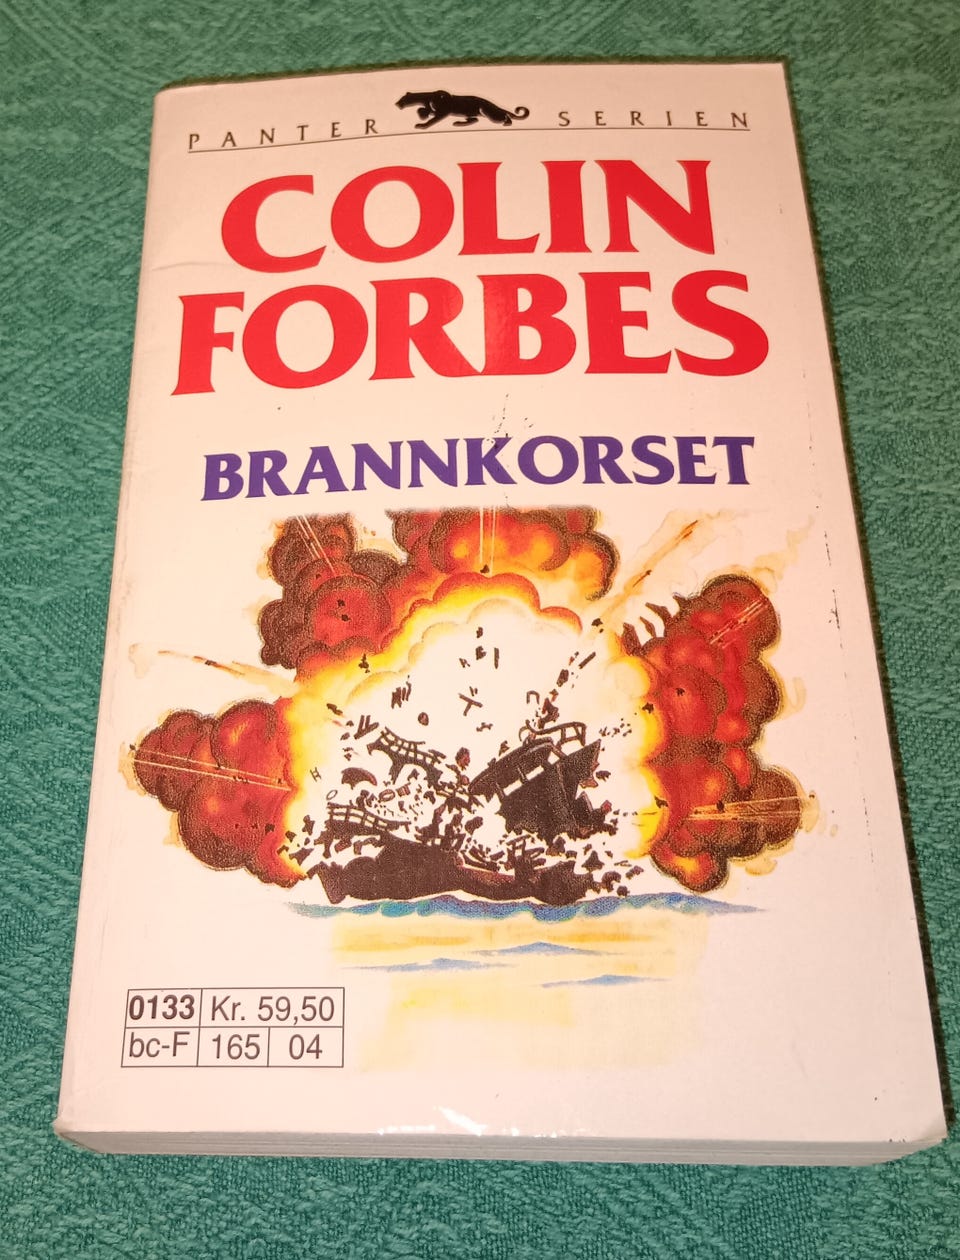 PANTER SERIEN
COLIN
FORBES
BRANNKORSET
0133 Kr. 59,50
bc-F 165 04